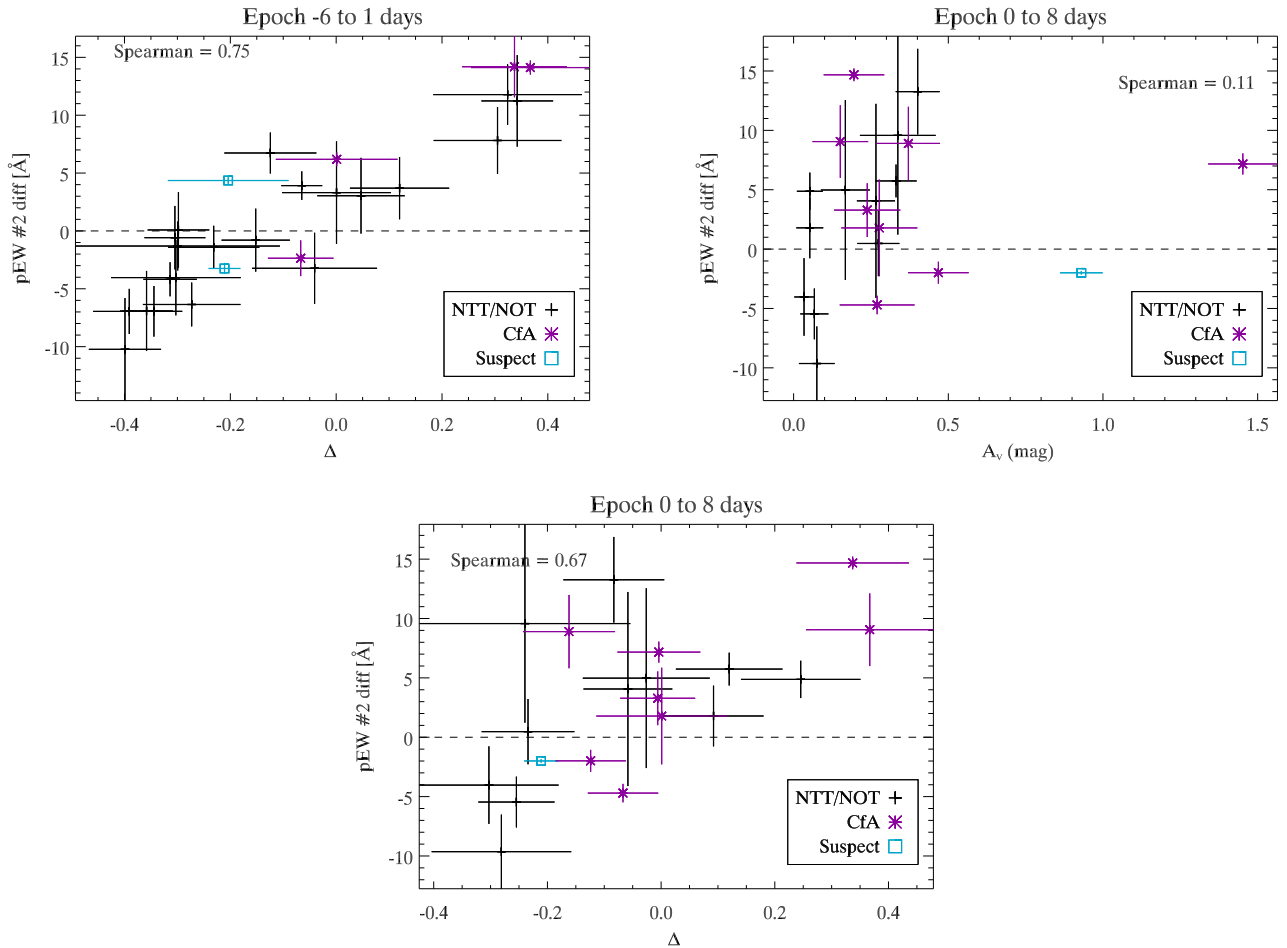 Epoch -6 to 1 days
Spearman = 0.75
15
10
5
0
-5
-10
pEW #2 diff [Å]
NTT/NOT
CfA
Suspect
-0.4
-0.2
0.0
0.2
0.4
Δ
Epoch 0 to 8 days
Spearman = 0.11
15
10
5
0
-5
-10
pEW #2 diff [Å]
NTT/NOT
CfA
Suspect
0.0
0.5
1.0
1.5
Aᵥ (mag)
Epoch 0 to 8 days
Spearman = 0.67
15
10
5
0
-5
-10
pEW #2 diff [Å]
NTT/NOT
CfA
Suspect
-0.4
-0.2
0.0
0.2
0.4
Δ